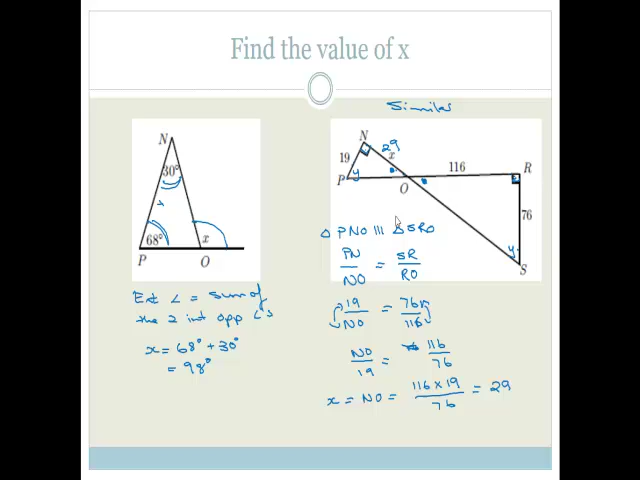 Find the value of x
Similar
N
30°
68°
x
P
O
Ext ∠ = sum of
the 2 int opp ∠'s
x = 68° + 30°
= 98°
N
29
19
x
116
R
P
y
O
76
y
S
△ PNO ||| △ SRO
PN/NO = SR/RO
19/NO = 76/116
NO/19 = 116/76
x = NO = 116 × 19/76 = 29